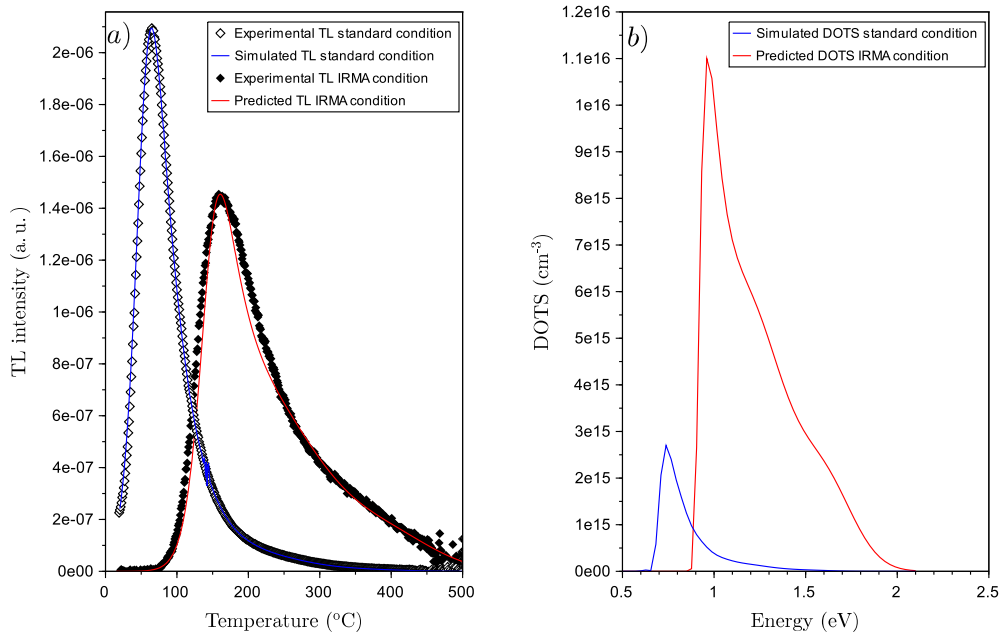 a)
Experimental TL standard condition
Simulated TL standard condition
Experimental TL IRMA condition
Predicted TL IRMA condition
2e-06
1.8e-06
1.6e-06
1.4e-06
1.2e-06
1e-06
8e-07
6e-07
4e-07
2e-07
0e00
TL intensity (a. u. )
0
100
200
300
400
500
Temperature (°C)
b)
Simulated DOTS standard condition
Predicted DOTS IRMA condition
1.2e16
1.1e16
1e16
9e15
8e15
7e15
6e15
5e15
4e15
3e15
2e15
1e15
0e00
DOTS (cm-3)
0.5
1
1.5
2
2.5
Energy (eV)